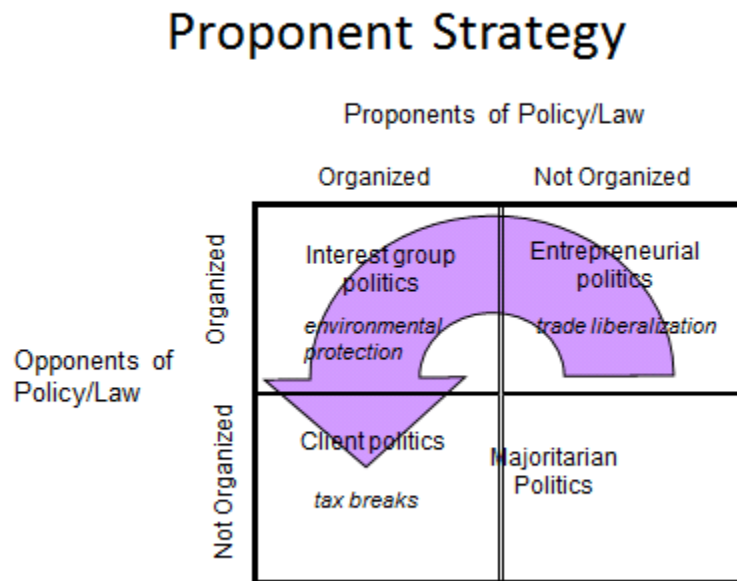 Proponent Strategy
Proponents of Policy/Law
Organized
Not Organized
Organized
Interest group
politics
environmental
protection
Entrepreneurial
politics
trade liberalization
Opponents of
Policy/Law
Not Organized
Client politics
tax breaks
Majoritarian
Politics